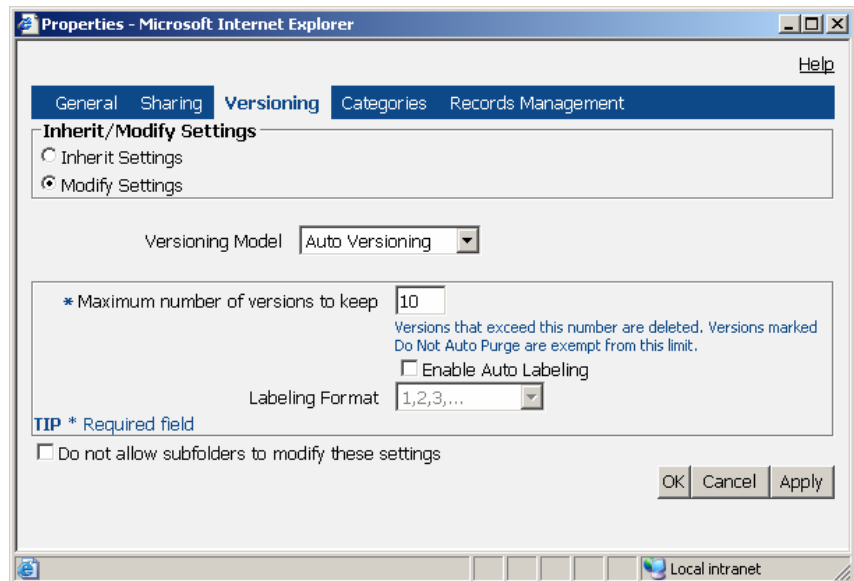 Properties - Microsoft Internet Explorer
Help
General Sharing Versioning Categories Records Management
Inherit/Modify Settings
Inherit Settings
Modify Settings
Versioning Model Auto Versioning
* Maximum number of versions to keep 10
Versions that exceed this number are deleted. Versions marked
Do Not Auto Purge are exempt from this limit.
Enable Auto Labeling
Labeling Format 1,2,3,...
TIP * Required field
Do not allow subfolders to modify these settings
OK Cancel Apply
Local intranet